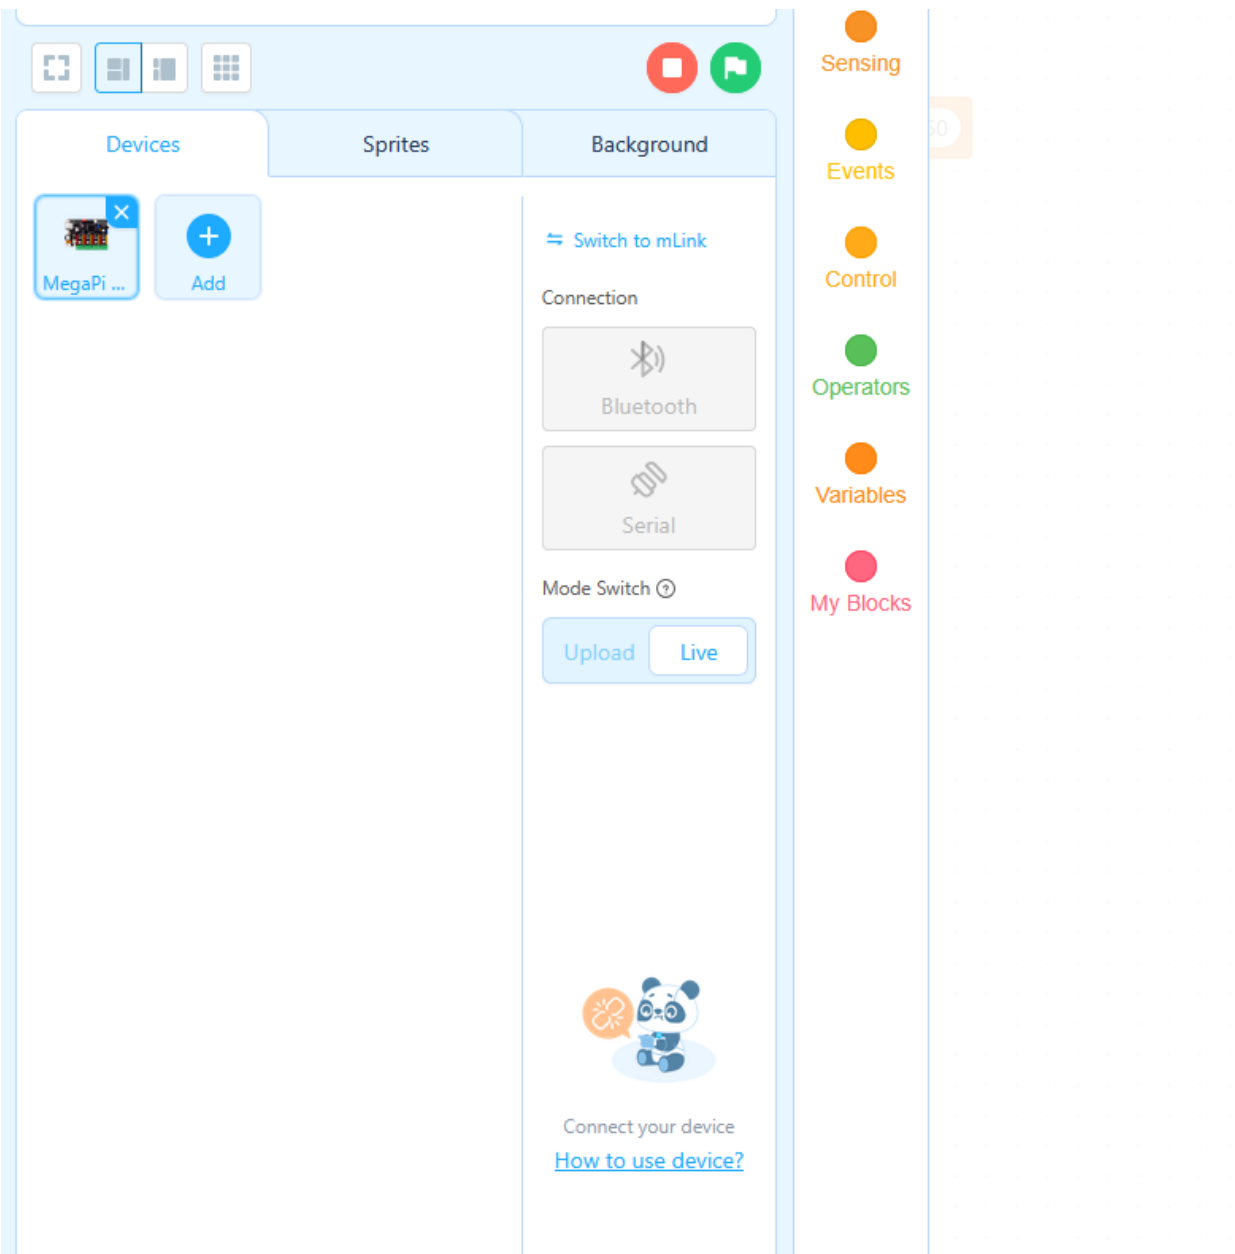 Devices
Sprites
Background
MegaPi ...
Add
Switch to mLink
Connection
Bluetooth
Serial
Mode Switch
Upload
Live
Connect your device
How to use device?
Sensing
Events
Control
Operators
Variables
My Blocks